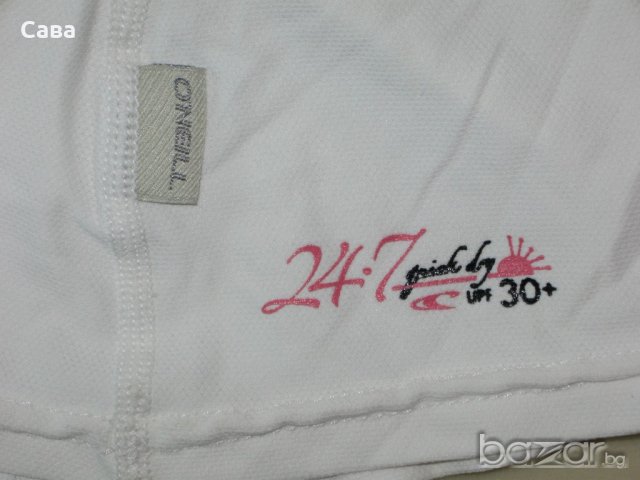 Сава
O'NEILL
24·7 quick dry
UPF 30+
bazar.bg